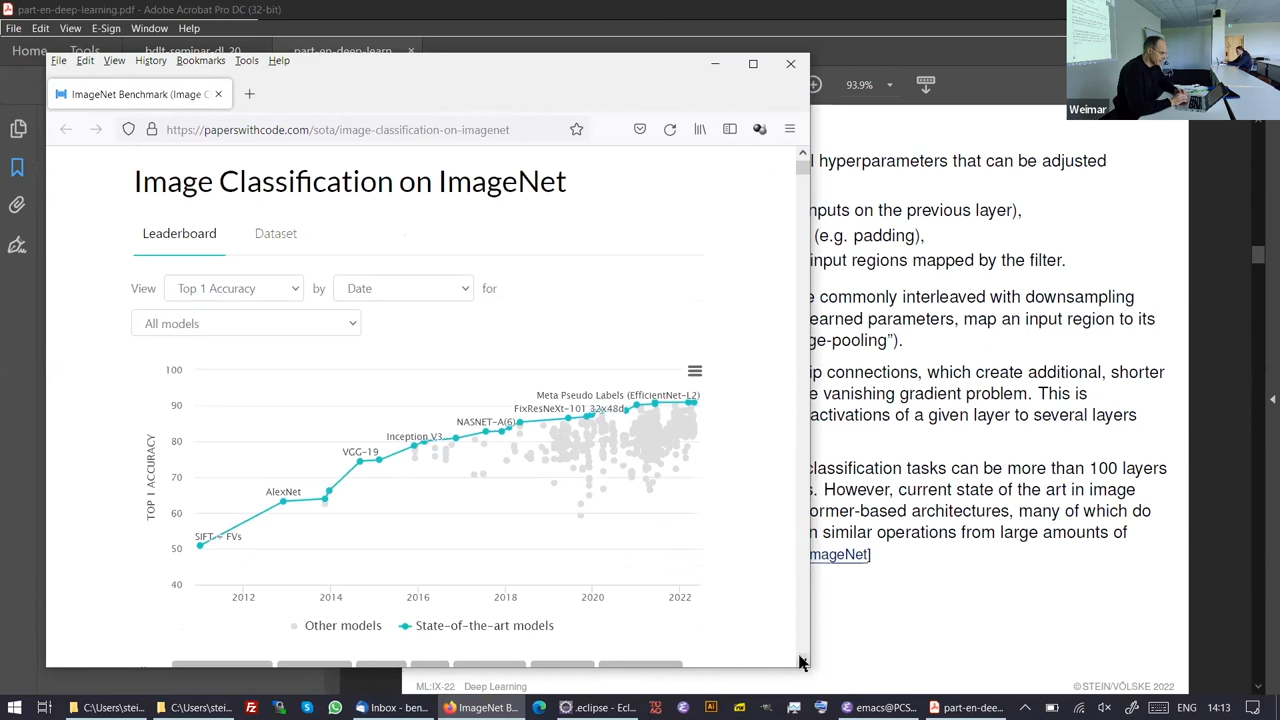 part-en-deep-learning.pdf - Adobe Acrobat Pro DC (32-bit)
File Edit View E-Sign Window Help
Home Tools bdlt-seminar-dl 20 part-en-deep-learn
File Edit View History Bookmarks Tools Help
ImageNet Benchmark (Image C
https://paperswithcode.com/sota/image-classification-on-imagenet
93.9%
Weimar
Image Classification on ImageNet
Leaderboard Dataset
View Top 1 Accuracy by Date for
All models
TOP 1 ACCURACY
100
90
80
70
60
50
40
SIFT + FVs
AlexNet
VGG-19
Inception V3
NASNET-A(6)
FixResNeXt-101 32x48d
Meta Pseudo Labels (EfficientNet-L2)
2012 2014 2016 2018 2020 2022
Other models State-of-the-art models
l hyperparameters that can be adjusted
nputs on the previous layer),
(e.g. padding),
input regions mapped by the filter.
e commonly interleaved with downsampling
earned parameters, map an input region to its
ge-pooling”).
ip connections, which create additional, shorter
e vanishing gradient problem. This is
activations of a given layer to several layers
classification tasks can be more than 100 layers
s. However, current state of the art in image
ormer-based architectures, many of which do
n similar operations from large amounts of
mageNet]
ML:IX-22 Deep Learning ©STEIN/VÖLSKE 2022
C:\Users\stei... C:\Users\stei... Inbox - ben... ImageNet B... .eclipse - Ecl... emacs@PCS... part-en-dee... ENG 14:13